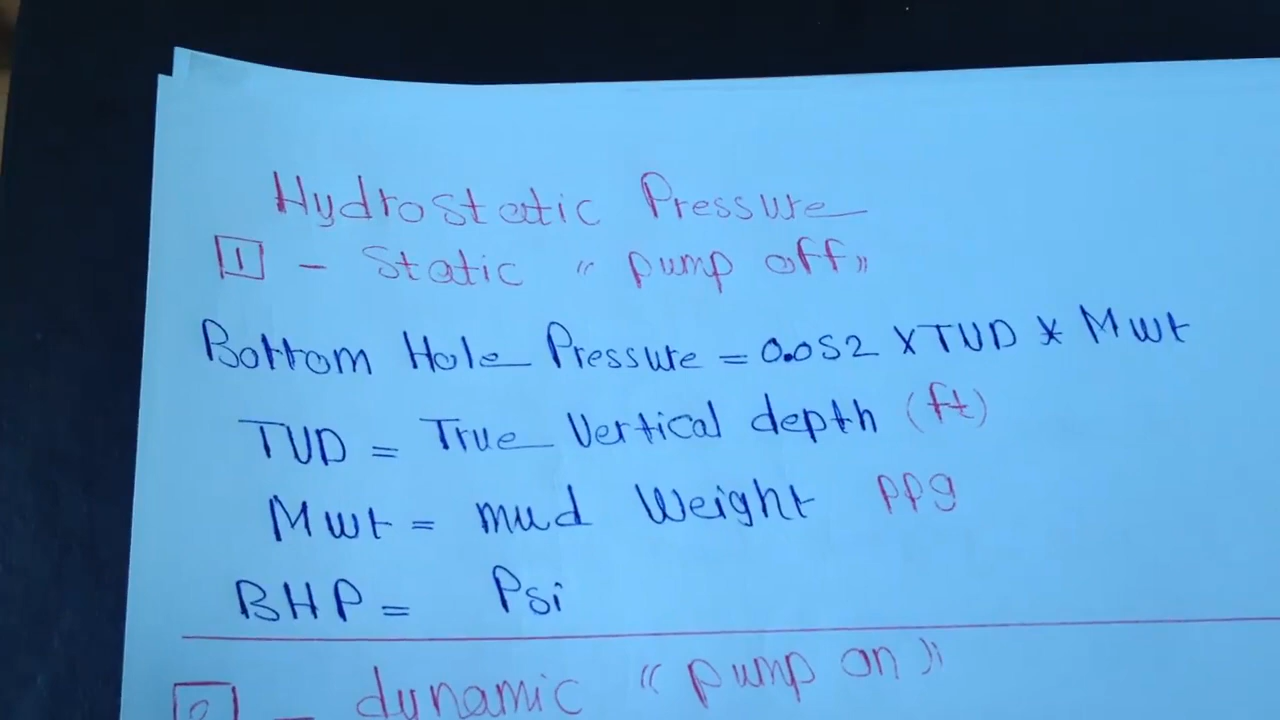 Hydrostatic Pressure
1 - Static " pump off "
Bottom Hole Pressure = 0.052 X TVD * Mwt
TVD = True Vertical depth (ft)
Mwt = mud Weight ppg
BHP = Psi
2 - dynamic " pump on "